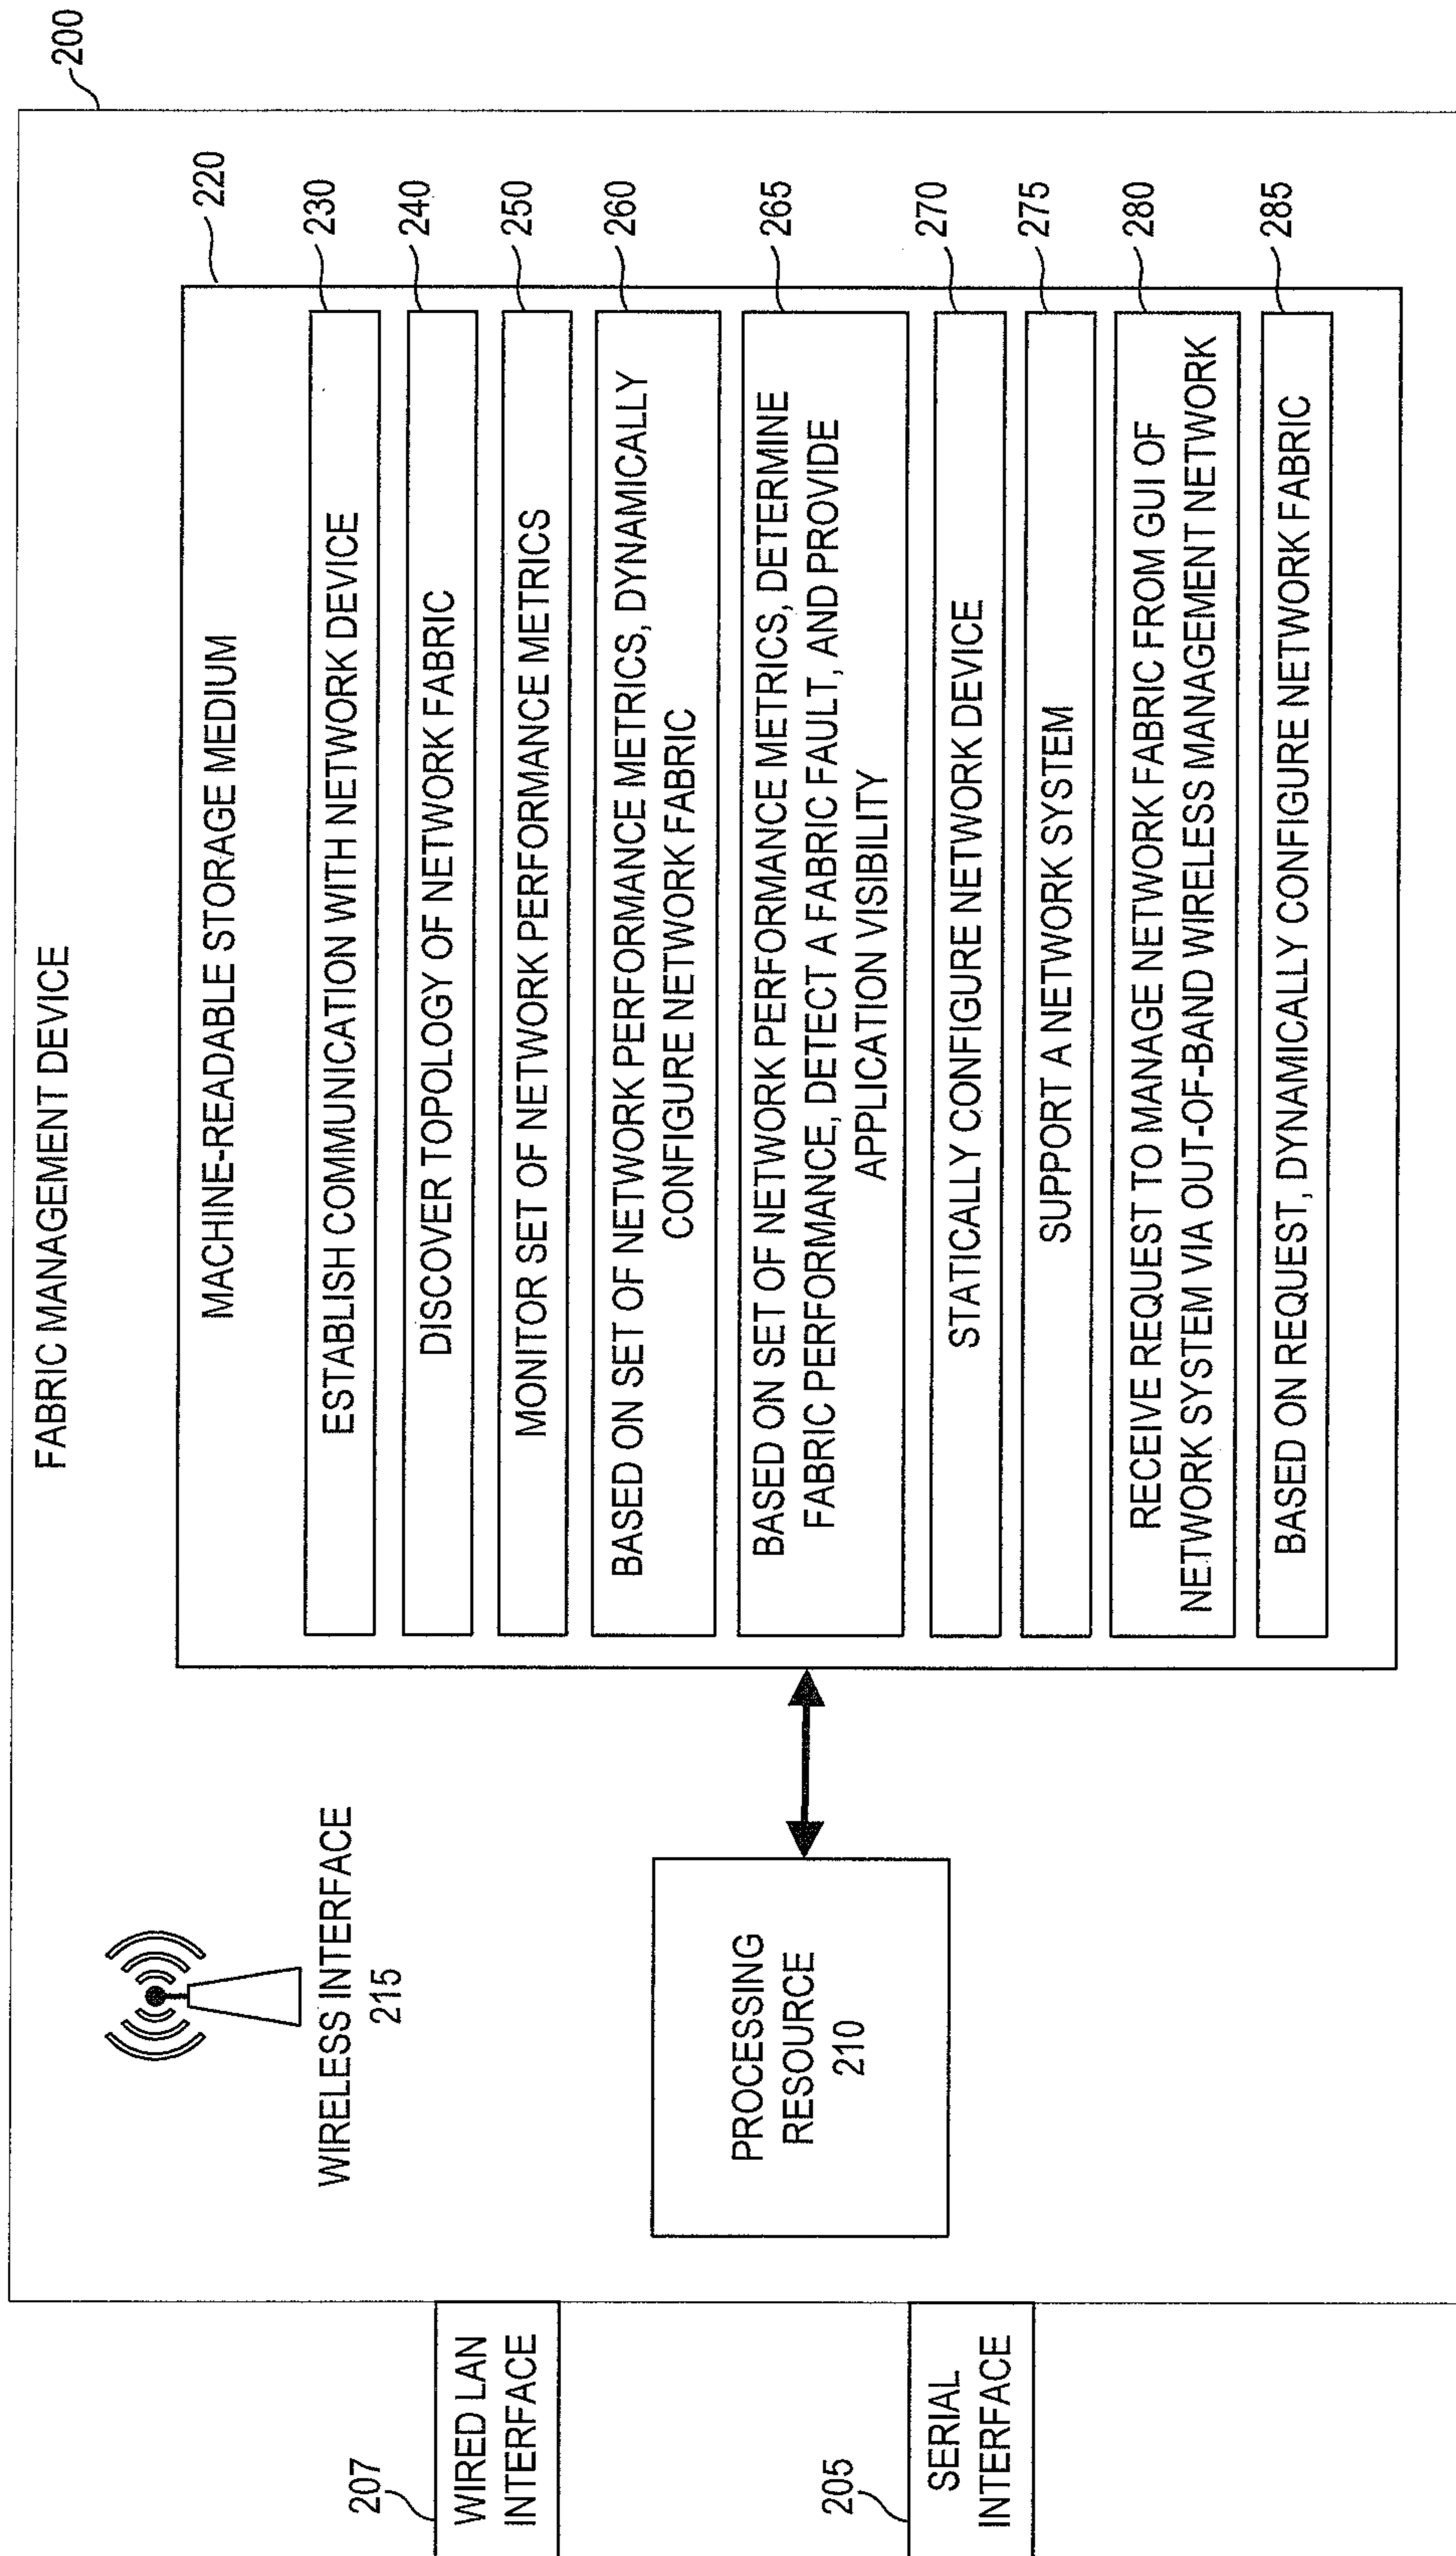 FABRIC MANAGEMENT DEVICE
200
207
WIRED LAN
INTERFACE
205
SERIAL
INTERFACE
WIRELESS INTERFACE
215
PROCESSING
RESOURCE
210
220
MACHINE-READABLE STORAGE MEDIUM
ESTABLISH COMMUNICATION WITH NETWORK DEVICE
230
DISCOVER TOPOLOGY OF NETWORK FABRIC
240
MONITOR SET OF NETWORK PERFORMANCE METRICS
250
BASED ON SET OF NETWORK PERFORMANCE METRICS, DYNAMICALLY
CONFIGURE NETWORK FABRIC
260
BASED ON SET OF NETWORK PERFORMANCE METRICS, DETERMINE
FABRIC PERFORMANCE, DETECT A FABRIC FAULT, AND PROVIDE
APPLICATION VISIBILITY
265
STATICALLY CONFIGURE NETWORK DEVICE
270
SUPPORT A NETWORK SYSTEM
275
RECEIVE REQUEST TO MANAGE NETWORK FABRIC FROM GUI OF
NETWORK SYSTEM VIA OUT-OF-BAND WIRELESS MANAGEMENT NETWORK
280
BASED ON REQUEST, DYNAMICALLY CONFIGURE NETWORK FABRIC
285